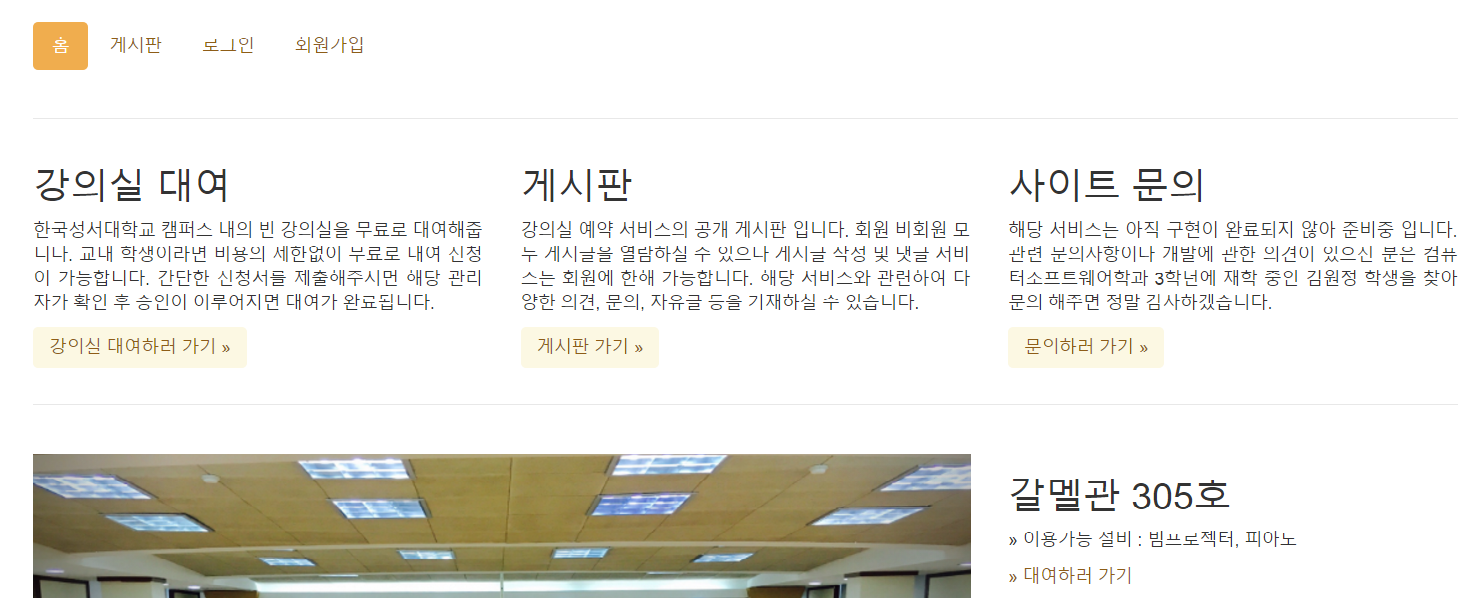 홈 게시판 로그인 회원가입
강의실 대여
한국성서대학교 캠퍼스 내의 빈 강의실을 무료로 대여해줍
니다. 교내 학생이라면 비용의 제한없이 무료로 대여 신청
이 가능합니다. 간단한 신청서를 제출해주시면 해당 관리
자가 확인 후 승인이 이루어지면 대여가 완료됩니다.
강의실 대여하러 가기 »
게시판
강의실 예약 서비스의 공개 게시판 입니다. 회원 비회원 모
두 게시글을 열람하실 수 있으나 게시글 작성 및 댓글 서비
스는 회원에 한해 가능합니다. 해당 서비스와 관련하여 다
양한 의견, 문의, 자유글 등을 기재하실 수 있습니다.
게시판 가기 »
사이트 문의
해당 서비스는 아직 구현이 완료되지 않아 준비중 입니다.
관련 문의사항이나 개발에 관한 의견이 있으신 분은 컴퓨
터소프트웨어학과 3학년에 재학 중인 김원정 학생을 찾아
문의 해주면 정말 감사하겠습니다.
문의하러 가기 »
갈멜관 305호
» 이용가능 설비 : 빔프로젝터, 피아노
» 대여하러 가기